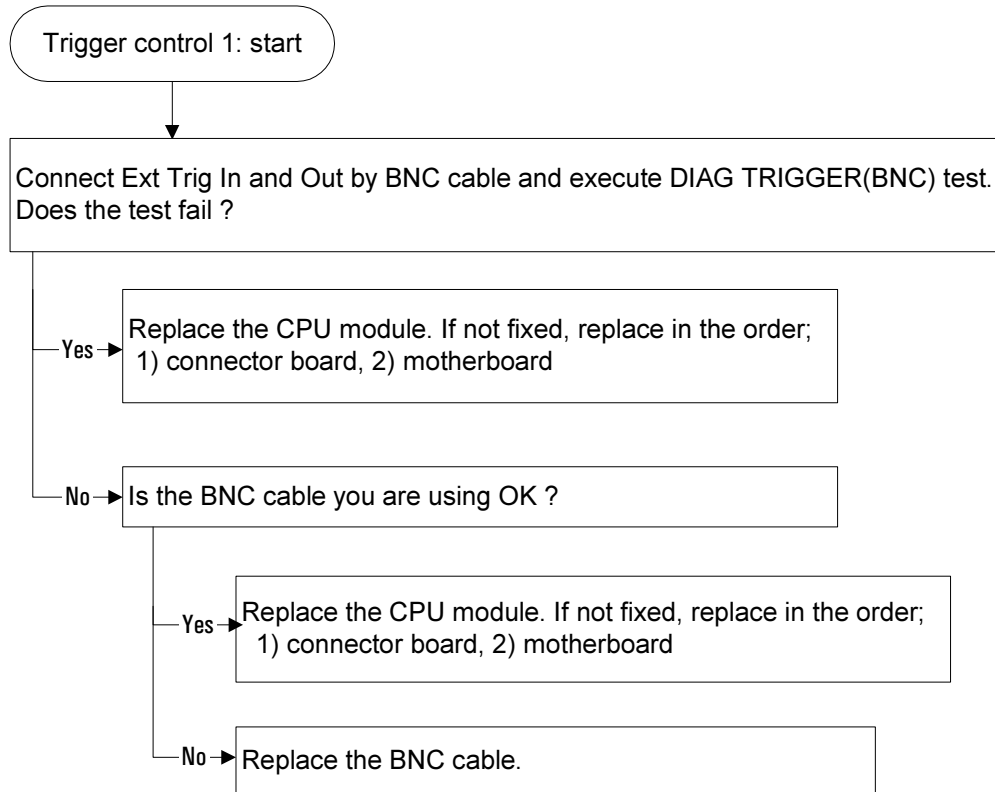 Trigger control 1: start
Connect Ext Trig In and Out by BNC cable and execute DIAG TRIGGER(BNC) test.
Does the test fail ?
Yes
Replace the CPU module. If not fixed, replace in the order;
1) connector board, 2) motherboard
No
Is the BNC cable you are using OK ?
Yes
Replace the CPU module. If not fixed, replace in the order;
1) connector board, 2) motherboard
No
Replace the BNC cable.